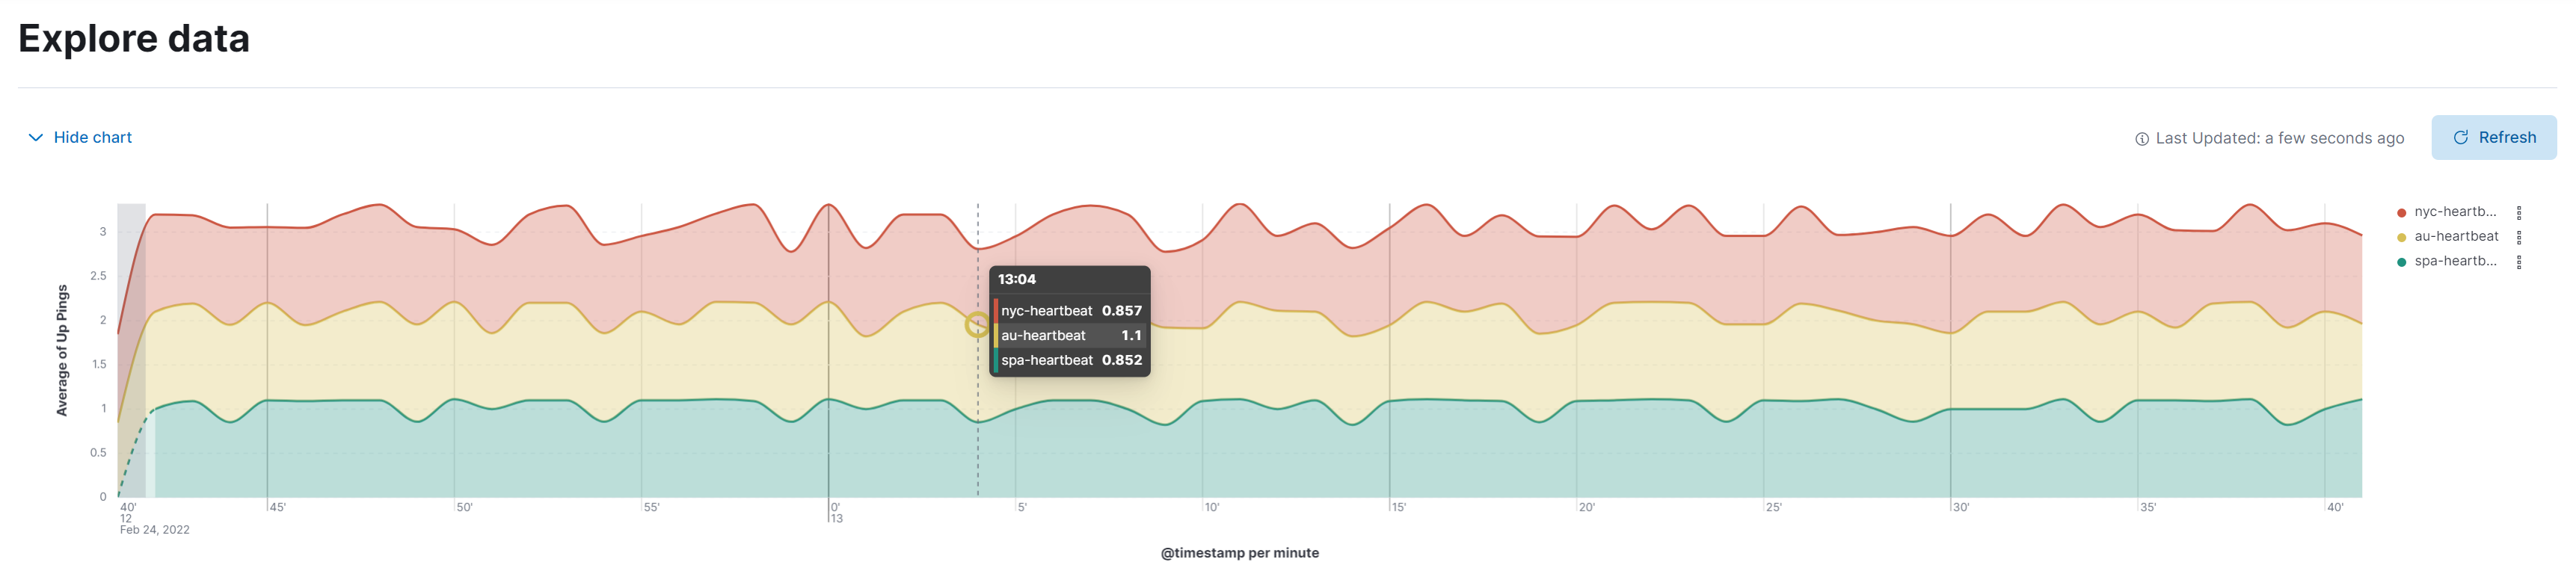 Explore data
Hide chart
Last Updated: a few seconds ago
Refresh
Average of Up Pings
3
2.5
2
1.5
1
0.5
0
13:04
nyc-heartbeat 0.857
au-heartbeat 1.1
spa-heartbeat 0.852
nyc-heartb...
au-heartbeat
spa-heartb...
40' 45' 50' 55' 0' 5' 10' 15' 20' 25' 30' 35' 40'
12 13
Feb 24, 2022
@timestamp per minute